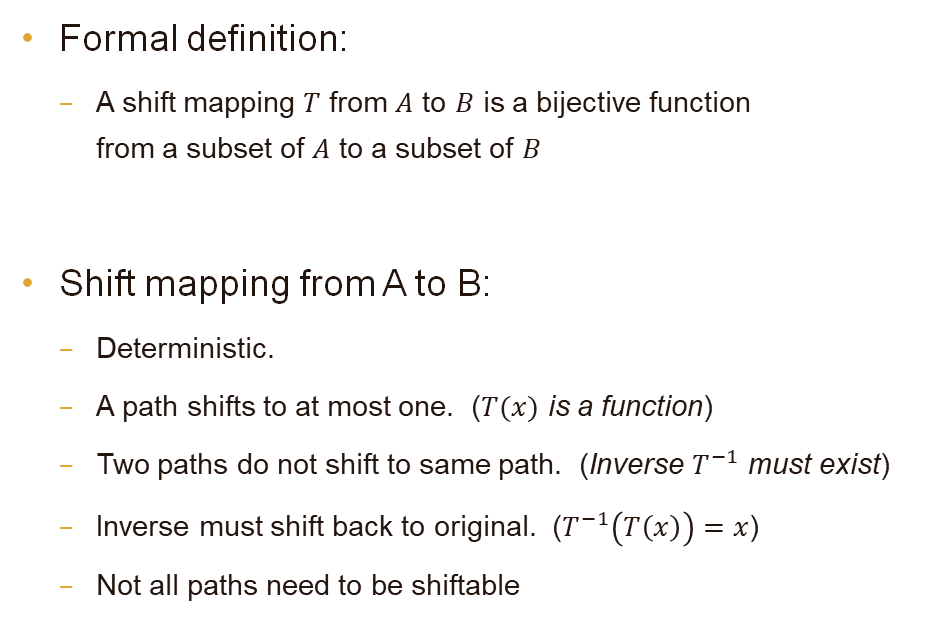 • Formal definition:
– A shift mapping T from A to B is a bijective function
from a subset of A to a subset of B
• Shift mapping from A to B:
– Deterministic.
– A path shifts to at most one. (T(x) is a function)
– Two paths do not shift to same path. (Inverse T⁻¹ must exist)
– Inverse must shift back to original. (T⁻¹(T(x)) = x)
– Not all paths need to be shiftable